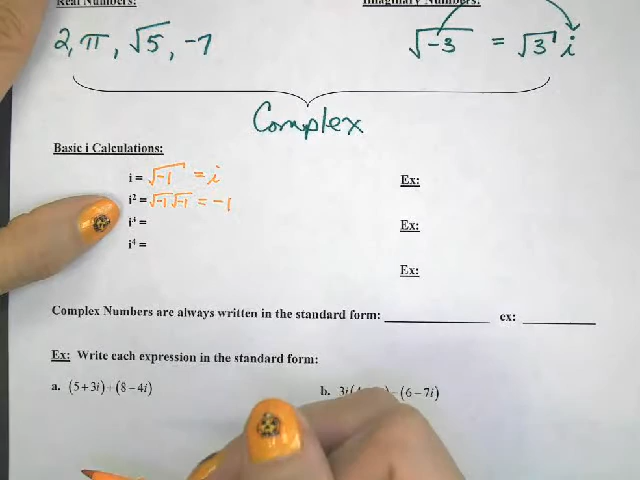 Real Numbers: Imaginary Numbers:
2, π, √5, -7 √-3 = √3 i
Complex
Basic i Calculations:
i = √-1 = i Ex:
i² = √-1 √-1 = -1
i³ = Ex:
i⁴ =
Ex:
Complex Numbers are always written in the standard form: ____________ ex: ________
Ex: Write each expression in the standard form:
a. (5+3i)+(8-4i) b. 3i( (6-7i)